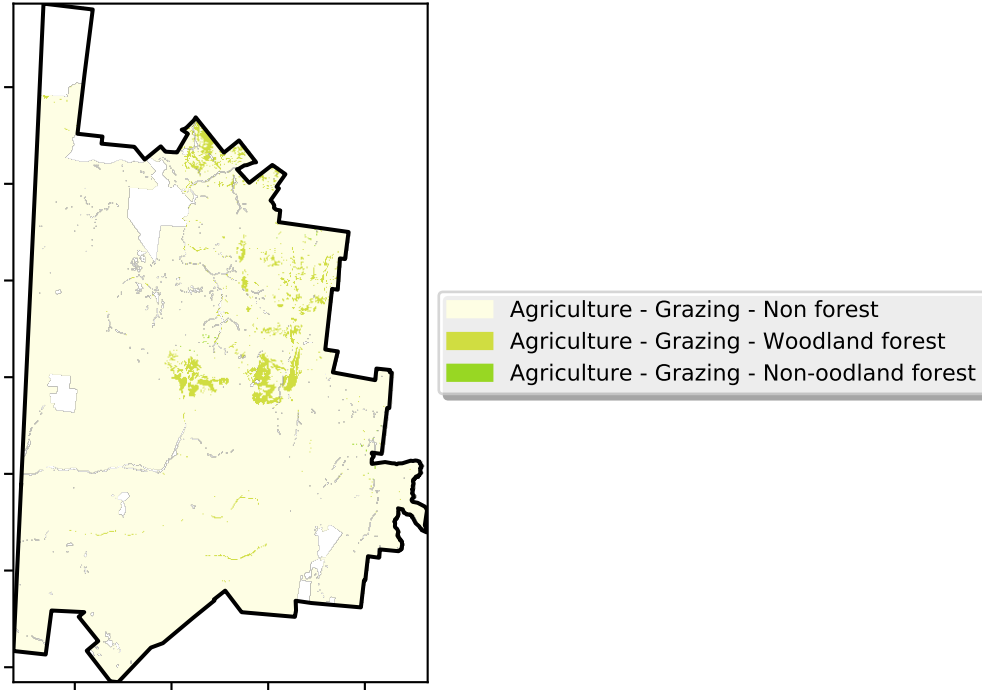 Agriculture - Grazing - Non forest
Agriculture - Grazing - Woodland forest
Agriculture - Grazing - Non-oodland forest